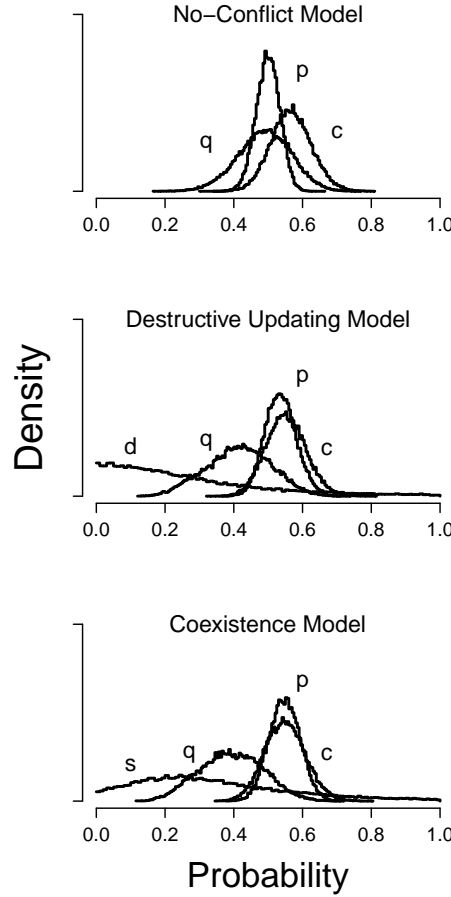 No−Conflict Model
p
q
c
0.0 0.2 0.4 0.6 0.8 1.0
Destructive Updating Model
p
d
q
c
0.0 0.2 0.4 0.6 0.8 1.0
Density
Coexistence Model
p
s
q
c
0.0 0.2 0.4 0.6 0.8 1.0
Probability